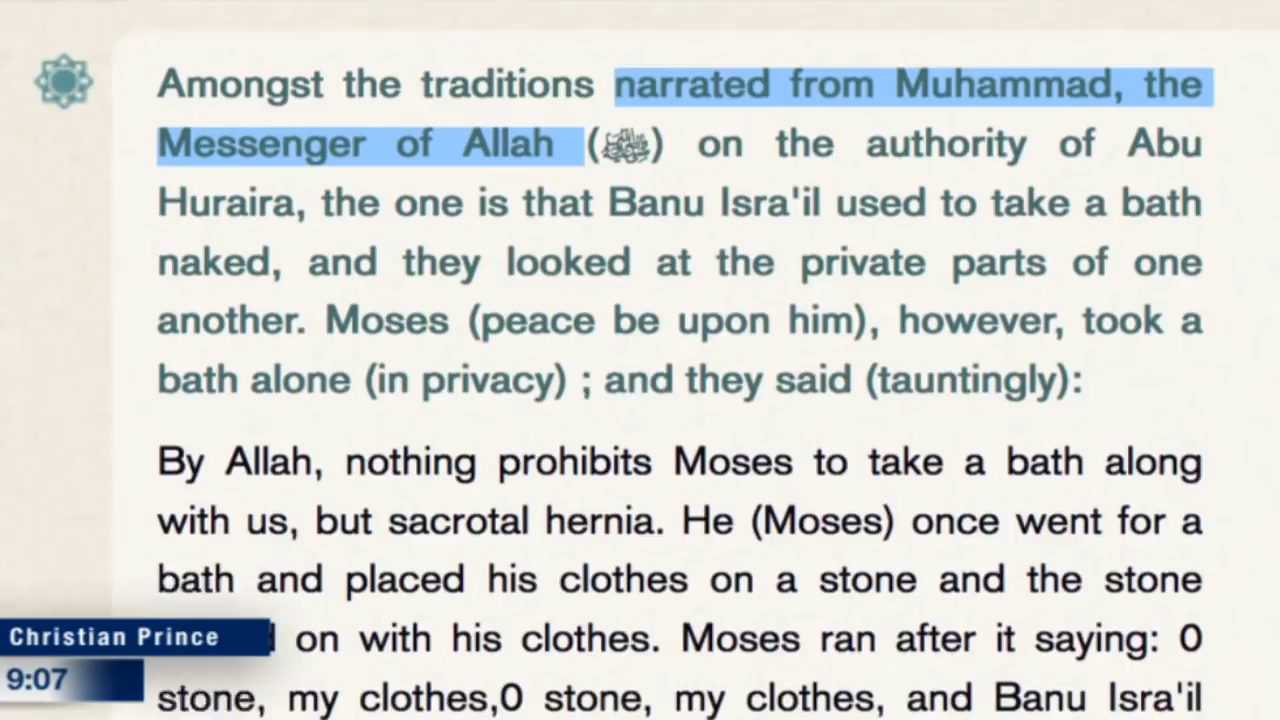 Amongst the traditions narrated from Muhammad, the
Messenger of Allah (ﷺ) on the authority of Abu
Huraira, the one is that Banu Isra'il used to take a bath
naked, and they looked at the private parts of one
another. Moses (peace be upon him), however, took a
bath alone (in privacy) ; and they said (tauntingly):
By Allah, nothing prohibits Moses to take a bath along
with us, but sacrotal hernia. He (Moses) once went for a
bath and placed his clothes on a stone and the stone
on with his clothes. Moses ran after it saying: 0
stone, my clothes,0 stone, my clothes, and Banu Isra'il
Christian Prince
9:07